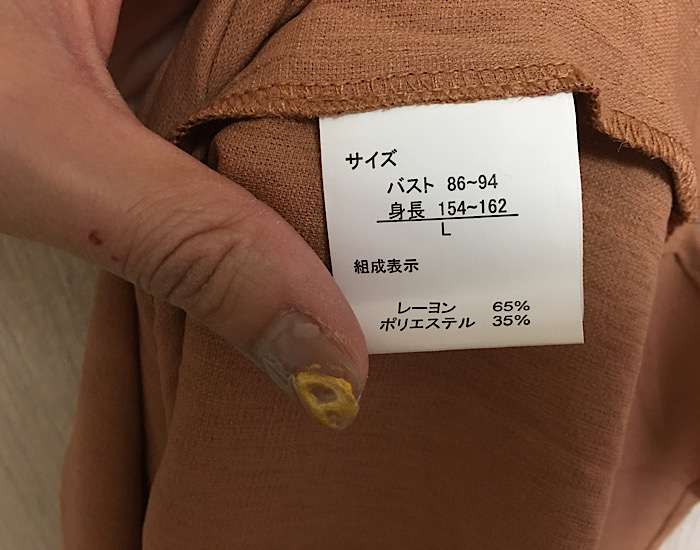 サイズ
バスト 86~94
身長 154~162
L
組成表示
レーヨン 65%
ポリエステル 35%